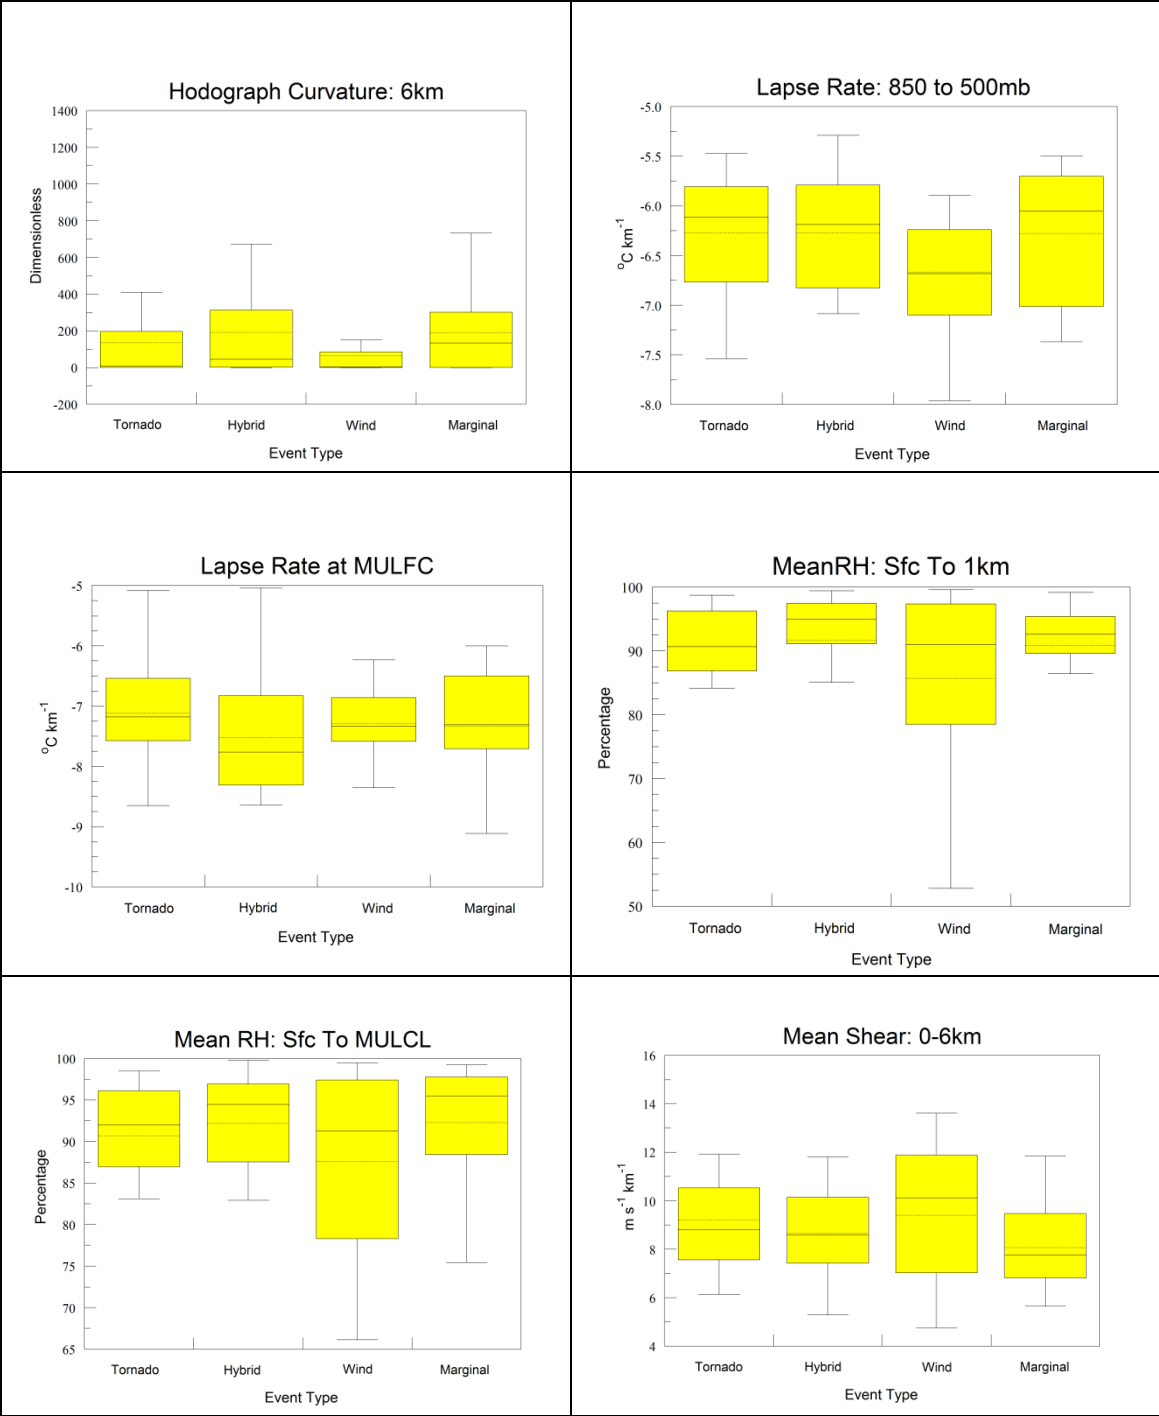 Hodograph Curvature: 6km
1400
1200
1000
800
600
400
200
0
-200
Dimensionless
Tornado Hybrid Wind Marginal
Event Type
Lapse Rate: 850 to 500mb
-5.0
-5.5
-6.0
-6.5
-7.0
-7.5
-8.0
°C km⁻¹
Tornado Hybrid Wind Marginal
Event Type
Lapse Rate at MULFC
-5
-6
-7
-8
-9
-10
°C km⁻¹
Tornado Hybrid Wind Marginal
Event Type
MeanRH: Sfc To 1km
100
90
80
70
60
50
Percentage
Tornado Hybrid Wind Marginal
Event Type
Mean RH: Sfc To MULCL
100
95
90
85
80
75
70
65
Percentage
Tornado Hybrid Wind Marginal
Event Type
Mean Shear: 0-6km
16
14
12
10
8
6
4
m s⁻¹ km⁻¹
Tornado Hybrid Wind Marginal
Event Type